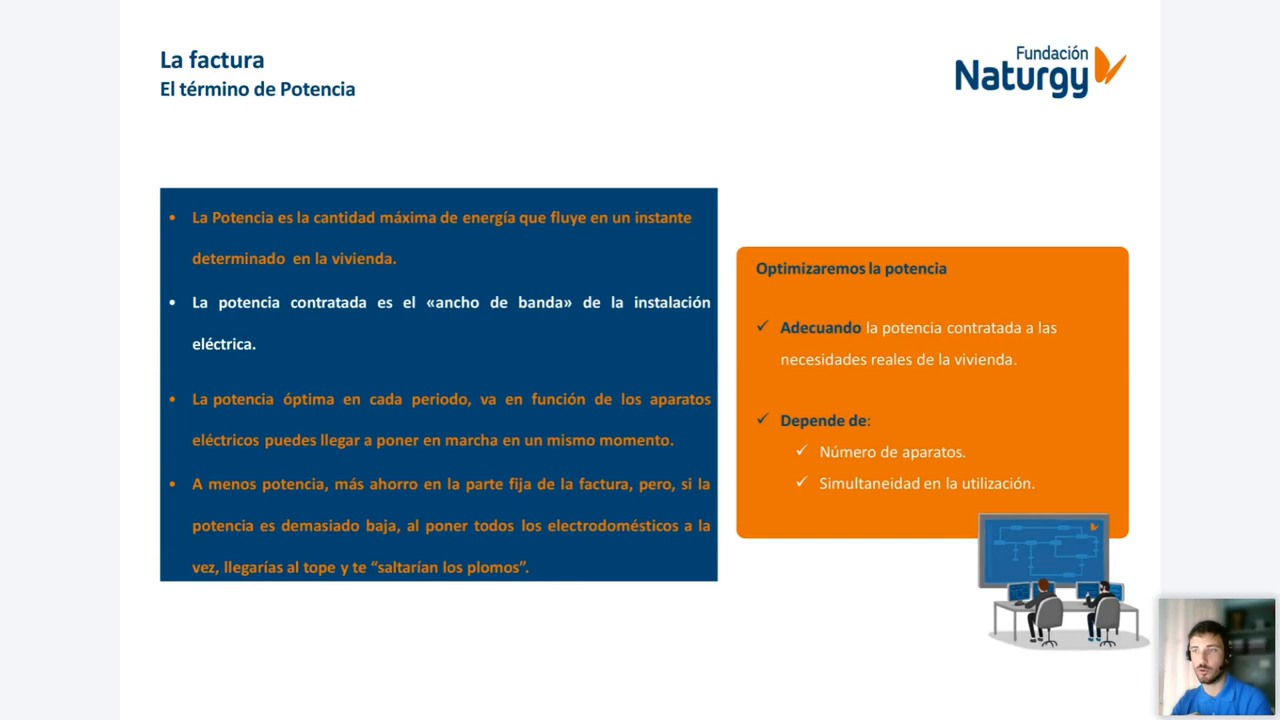 La factura
El término de Potencia
Fundación
Naturgy
• La Potencia es la cantidad máxima de energía que fluye en un instante
determinado en la vivienda.
• La potencia contratada es el «ancho de banda» de la instalación
eléctrica.
• La potencia óptima en cada periodo, va en función de los aparatos
eléctricos puedes llegar a poner en marcha en un mismo momento.
• A menos potencia, más ahorro en la parte fija de la factura, pero, si la
potencia es demasiado baja, al poner todos los electrodomésticos a la
vez, llegarías al tope y te “saltarían los plomos”.
Optimizaremos la potencia
✓ Adecuando la potencia contratada a las
necesidades reales de la vivienda.
✓ Depende de:
✓ Número de aparatos.
✓ Simultaneidad en la utilización.